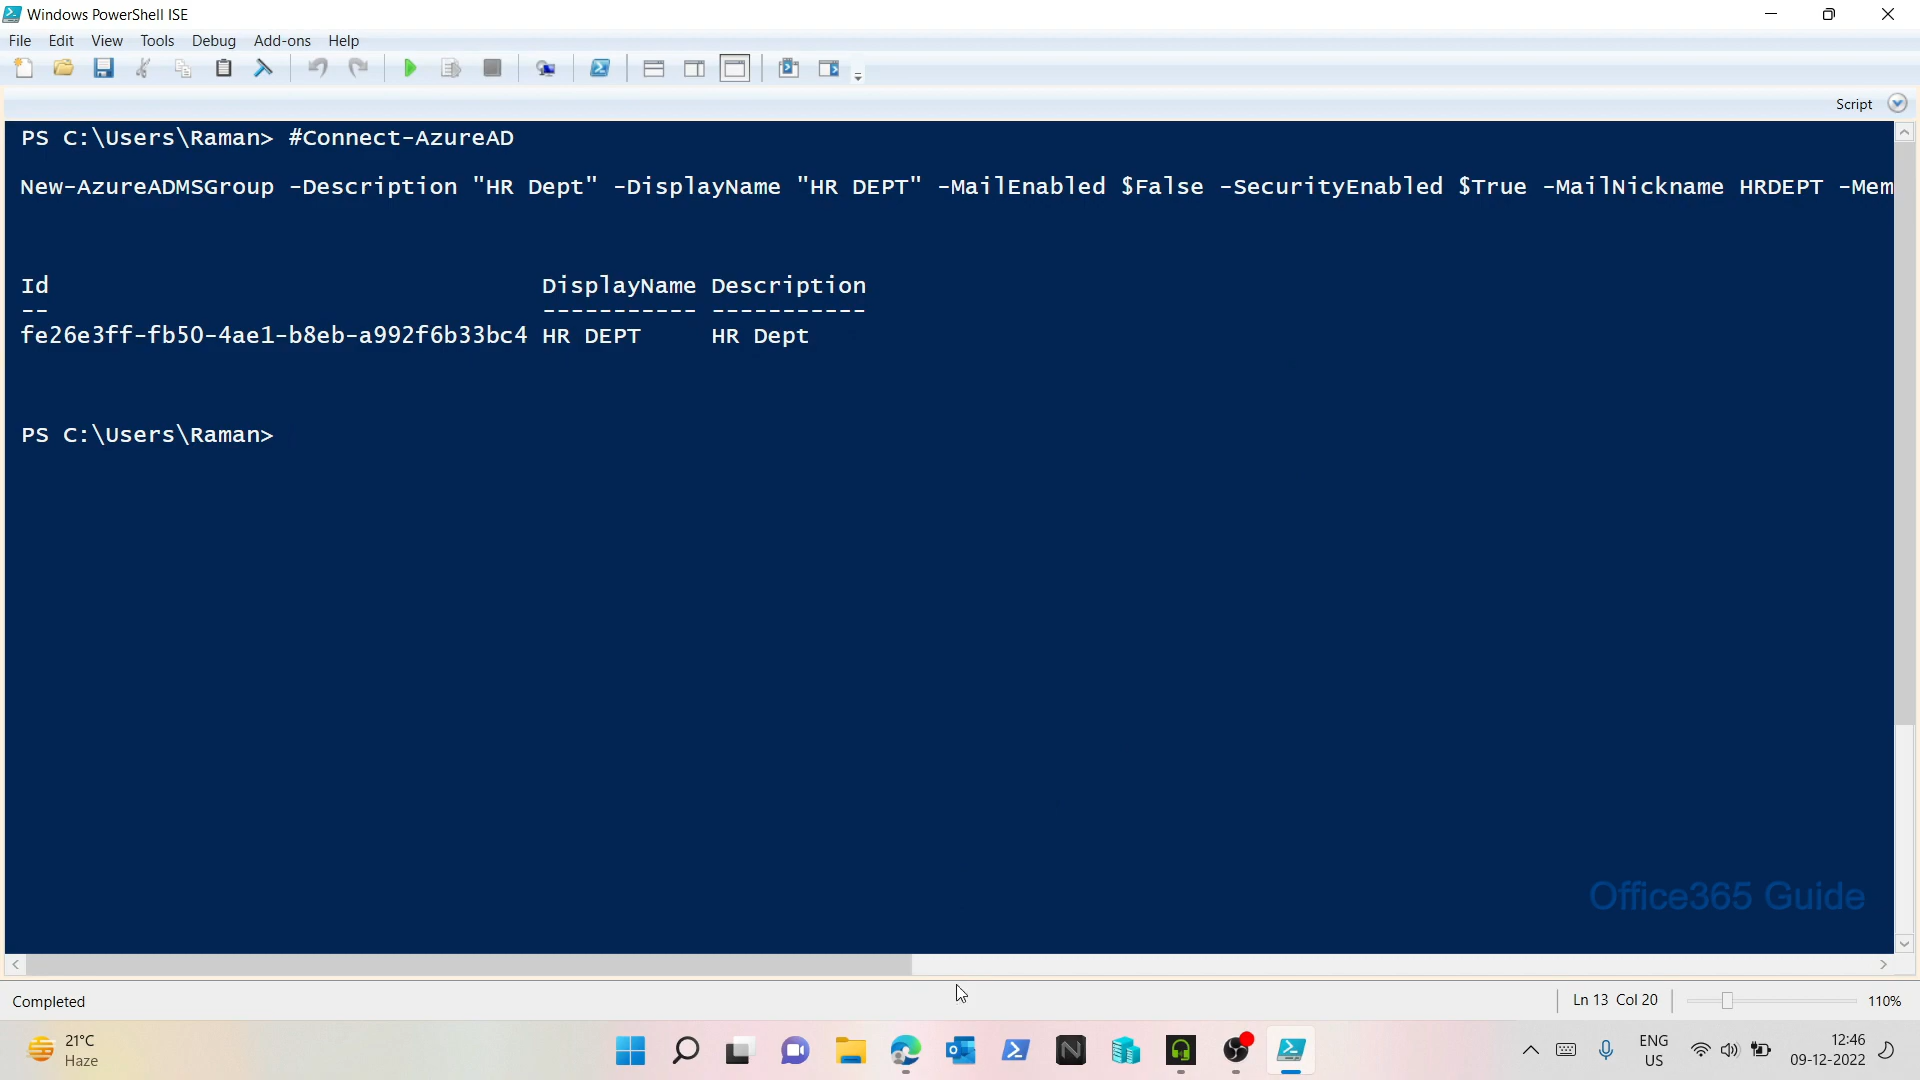 Windows PowerShell ISE
File Edit View Tools Debug Add-ons Help
Script
PS C:\Users\Raman> #Connect-AzureAD
New-AzureADMSGroup -Description "HR Dept" -DisplayName "HR DEPT" -MailEnabled $False -SecurityEnabled $True -MailNickname HRDEPT -Mem
Id DisplayName Description
-- ----------- -----------
fe26e3ff-fb50-4ae1-b8eb-a992f6b33bc4 HR DEPT HR Dept
PS C:\Users\Raman>
Office365 Guide
Completed
Ln 13 Col 20
110%
21°C
Haze
ENG
US
12:46
09-12-2022